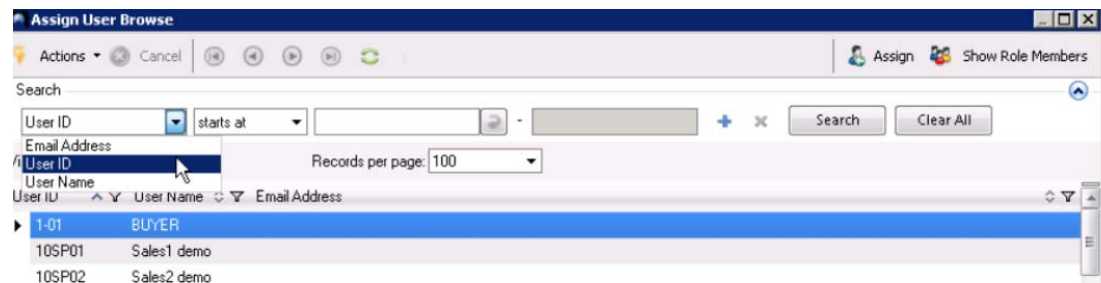 Assign User Browse
Actions Cancel Assign Show Role Members
Search
User ID starts at - Search Clear All
Email Address
User ID Records per page: 100
User Name
User ID User Name Email Address
1-01 BUYER
10SP01 Sales1 demo
10SP02 Sales2 demo